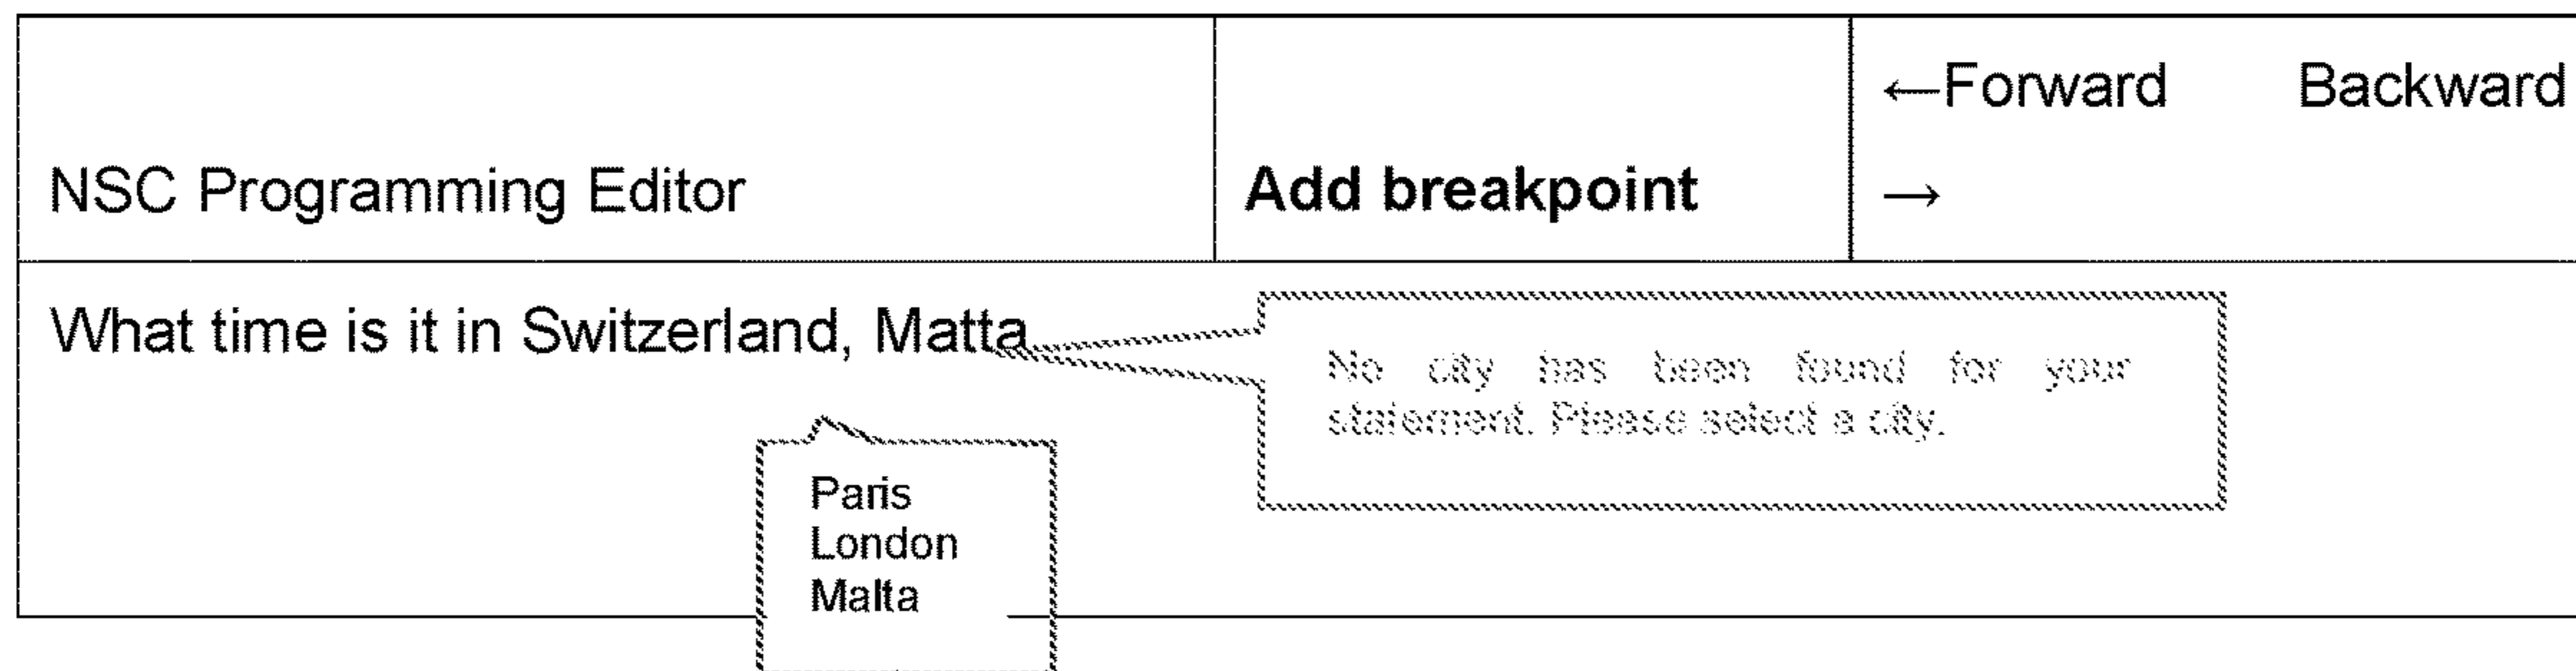 ←Forward Backward
NSC Programming Editor Add breakpoint →
What time is it in Switzerland, Matta
No city has been found for your
statement. Please select a city.
Paris
London
Malta